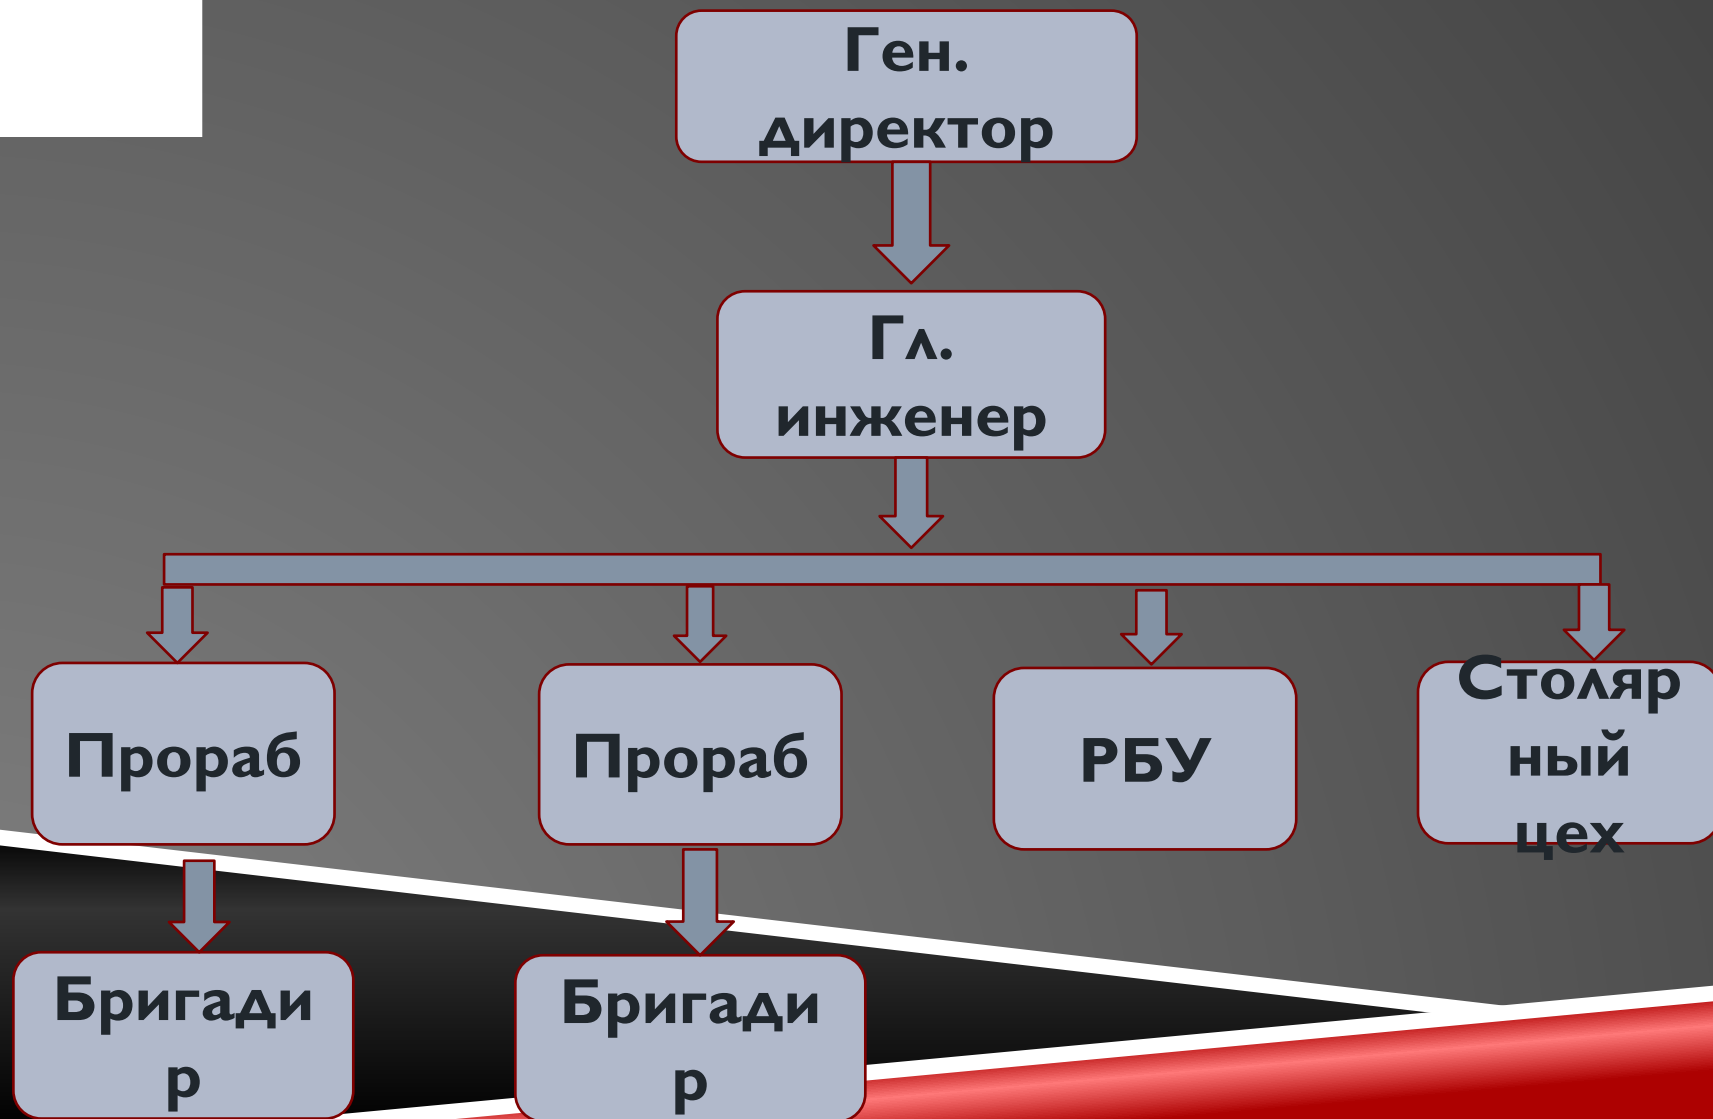 Ген.
директор
Гл.
инженер
Прораб
Прораб
РБУ
Столяр
ный
цех
Бригади
р
Бригади
р